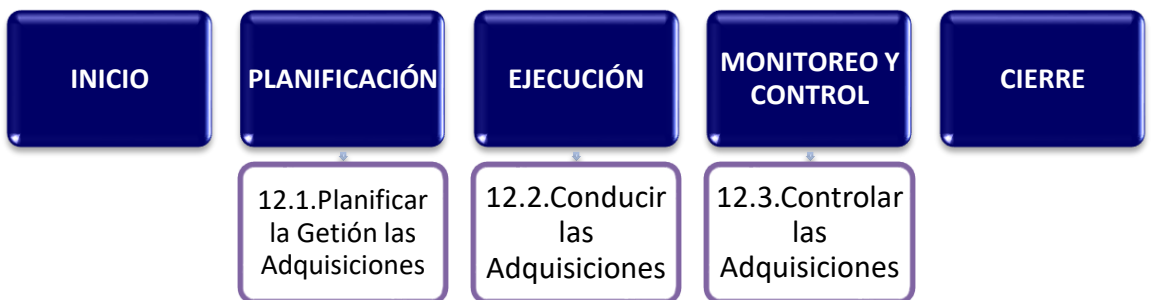 INICIO
PLANIFICACIÓN
EJECUCIÓN
MONITOREO Y
CONTROL
CIERRE
12.1.Planificar
la Getión las
Adquisiciones
12.2.Conducir
las
Adquisiciones
12.3.Controlar
las
Adquisiciones